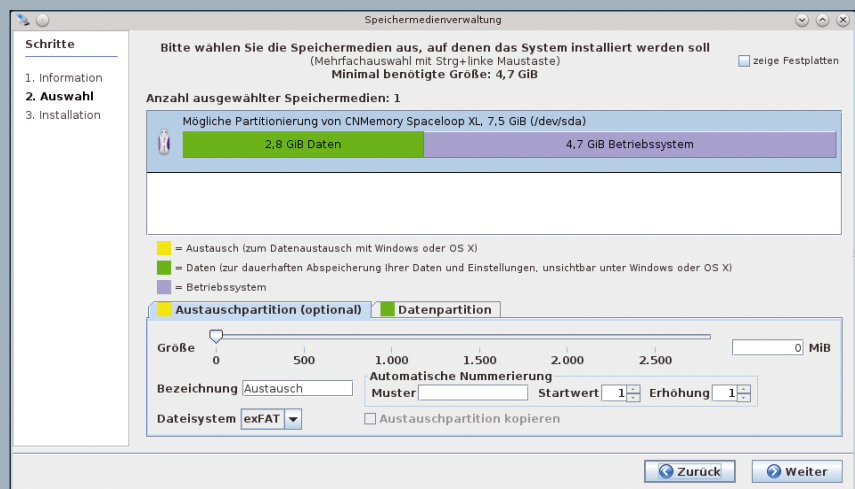 Speichermedienverwaltung
Schritte
1. Information
2. Auswahl
3. Installation
Bitte wählen Sie die Speichermedien aus, auf denen das System installiert werden soll
(Mehrfachauswahl mit Strg+linke Maustaste)
Minimal benötigte Größe: 4,7 GiB
zeige Festplatten
Anzahl ausgewählter Speichermedien: 1
Mögliche Partitionierung von CNMemory Spaceloop XL, 7,5 GiB (/dev/sda)
2,8 GiB Daten
4,7 GiB Betriebssystem
= Austausch (zum Datenaustausch mit Windows oder OS X)
= Daten (zur dauerhaften Abspeicherung Ihrer Daten und Einstellungen, unsichtbar unter Windows oder OS X)
= Betriebssystem
Austauschpartition (optional)
Datenpartition
Größe
0 500 1.000 1.500 2.000 2.500
0 MiB
Bezeichnung Austausch
Automatische Nummerierung
Muster Startwert 1 Erhöhung 1
Dateisystem exFAT
Austauschpartition kopieren
Zurück
Weiter